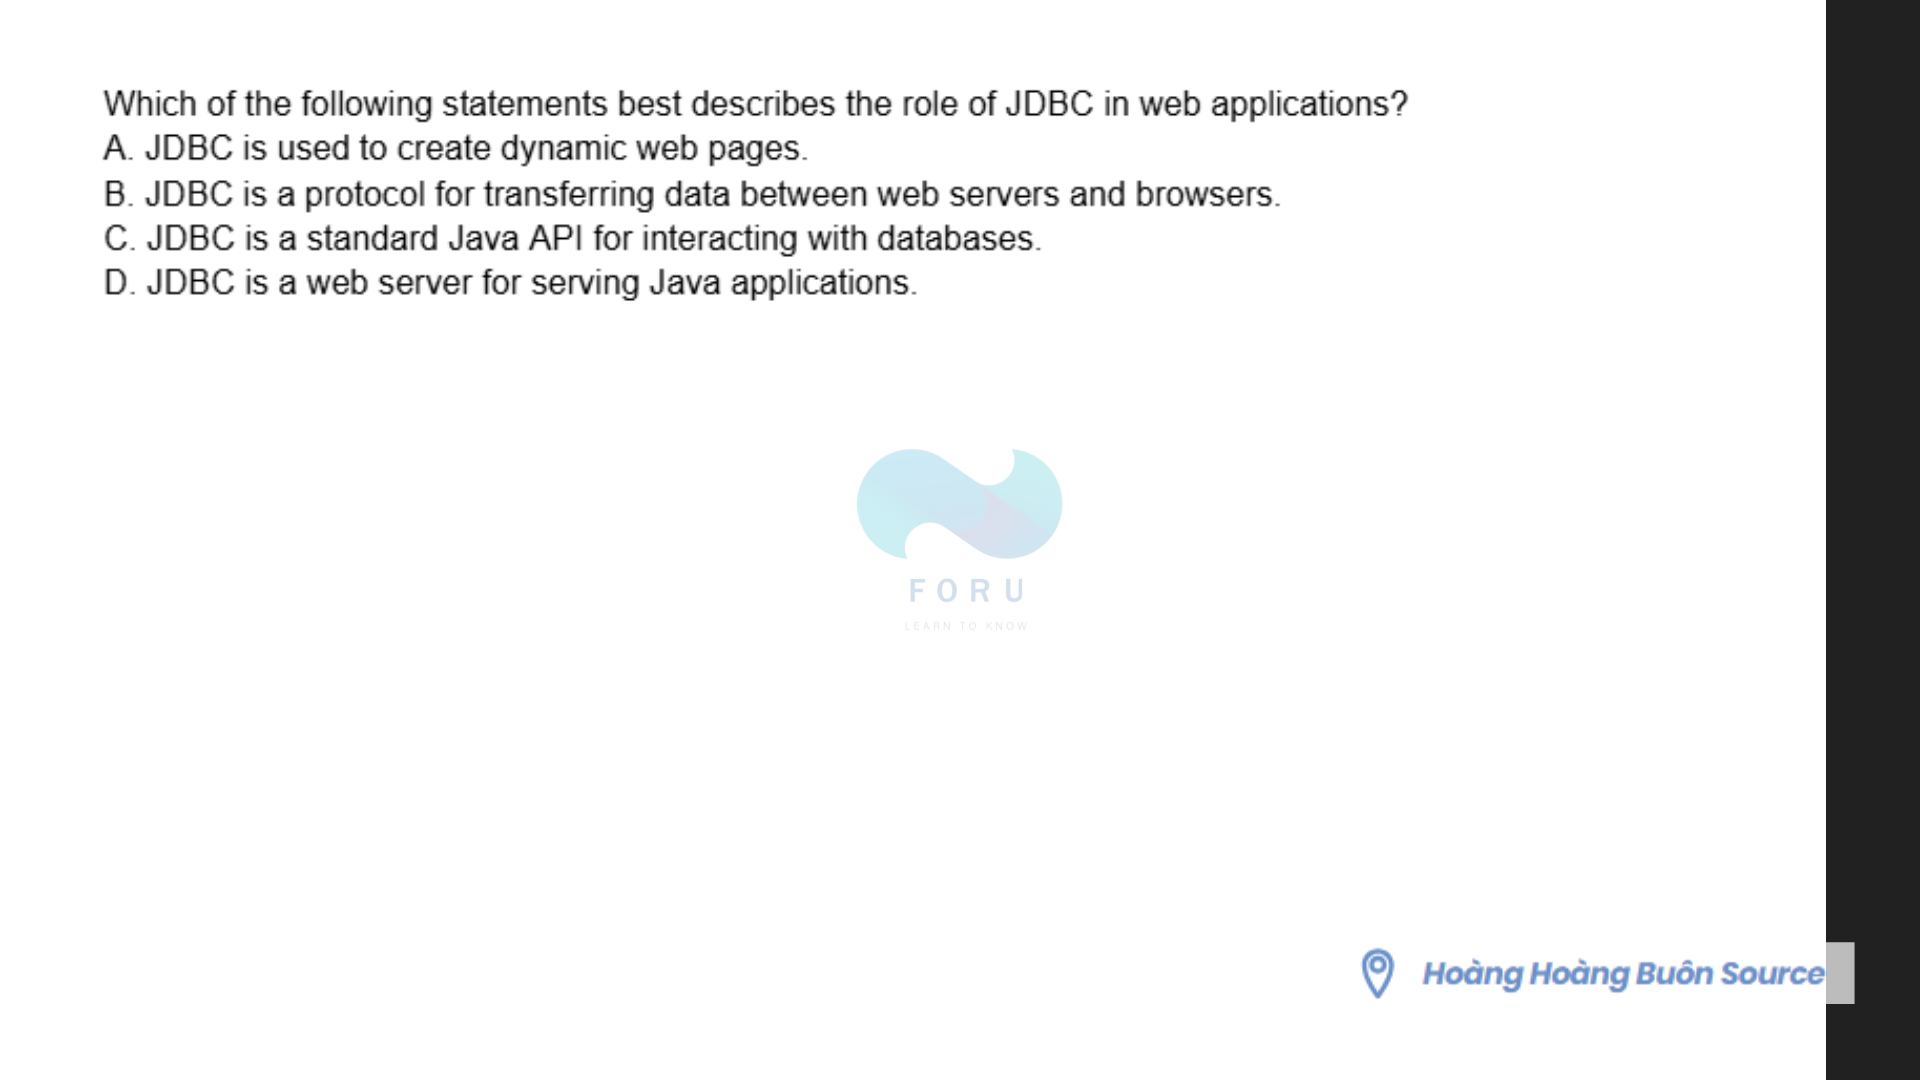 Which of the following statements best describes the role of JDBC in web applications?
A. JDBC is used to create dynamic web pages.
B. JDBC is a protocol for transferring data between web servers and browsers.
C. JDBC is a standard Java API for interacting with databases.
D. JDBC is a web server for serving Java applications.
FORU
LEARN TO KNOW
Hoàng Hoàng Buôn Source